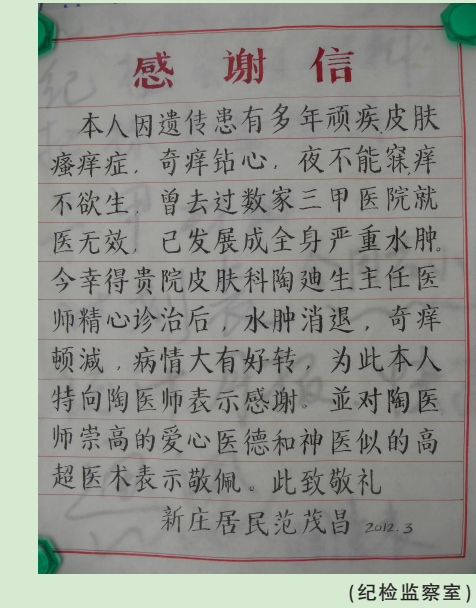 感谢信
本人因遗传患有多年顽疾皮肤
瘙痒症，奇痒钻心，夜不能寐痒
不欲生，曾去过数家三甲医院就
医无效，已发展成全身严重水肿。
今幸得贵院皮肤科陶迪生主任医
师精心诊治后，水肿消退，奇痒
顿減，病情大有好转，为此本人
特向陶医师表示感谢。並对陶医
师崇高的爱心医德和神医似的高
超医术表示敬佩。此致敬礼
新庄居民范茂昌 2012.3
(纪检监察室)